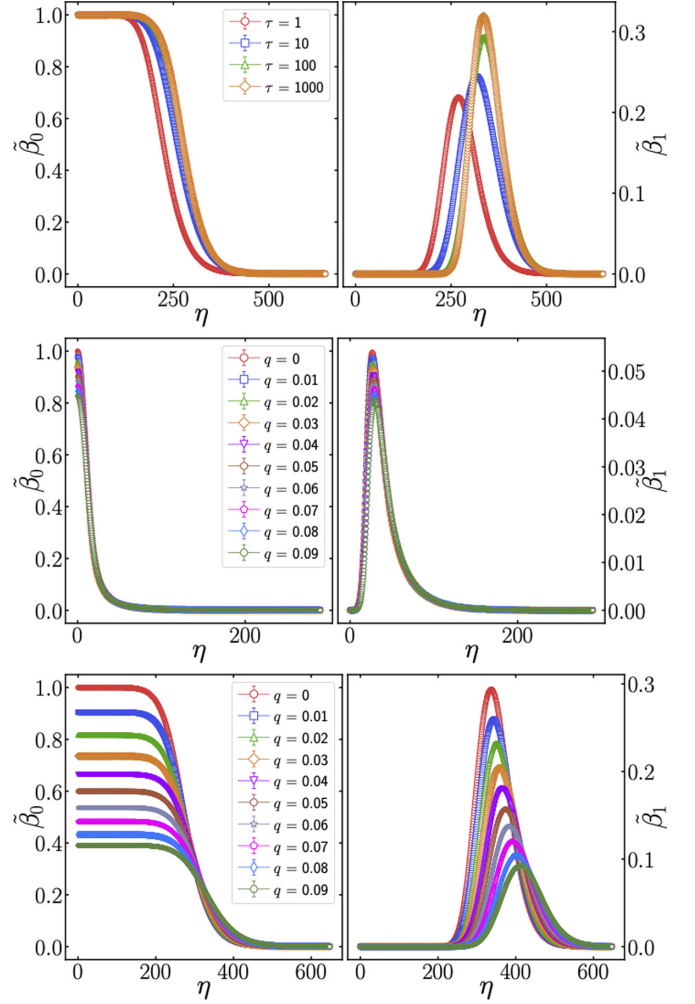 1.0
0.8
0.6
0.4
0.2
0.0
β̃₀
τ = 1
τ = 10
τ = 100
τ = 1000
0
250
500
η
0.3
0.2
0.1
0.0
β̃₁
0
250
500
η
1.0
0.8
0.6
0.4
0.2
0.0
β̃₀
q = 0
q = 0.01
q = 0.02
q = 0.03
q = 0.04
q = 0.05
q = 0.06
q = 0.07
q = 0.08
q = 0.09
0
200
η
0.05
0.04
0.03
0.02
0.01
0.00
β̃₁
0
200
η
1.0
0.8
0.6
0.4
0.2
0.0
β̃₀
q = 0
q = 0.01
q = 0.02
q = 0.03
q = 0.04
q = 0.05
q = 0.06
q = 0.07
q = 0.08
q = 0.09
0
200
400
600
η
0.3
0.2
0.1
0.0
β̃₁
0
200
400
600
η